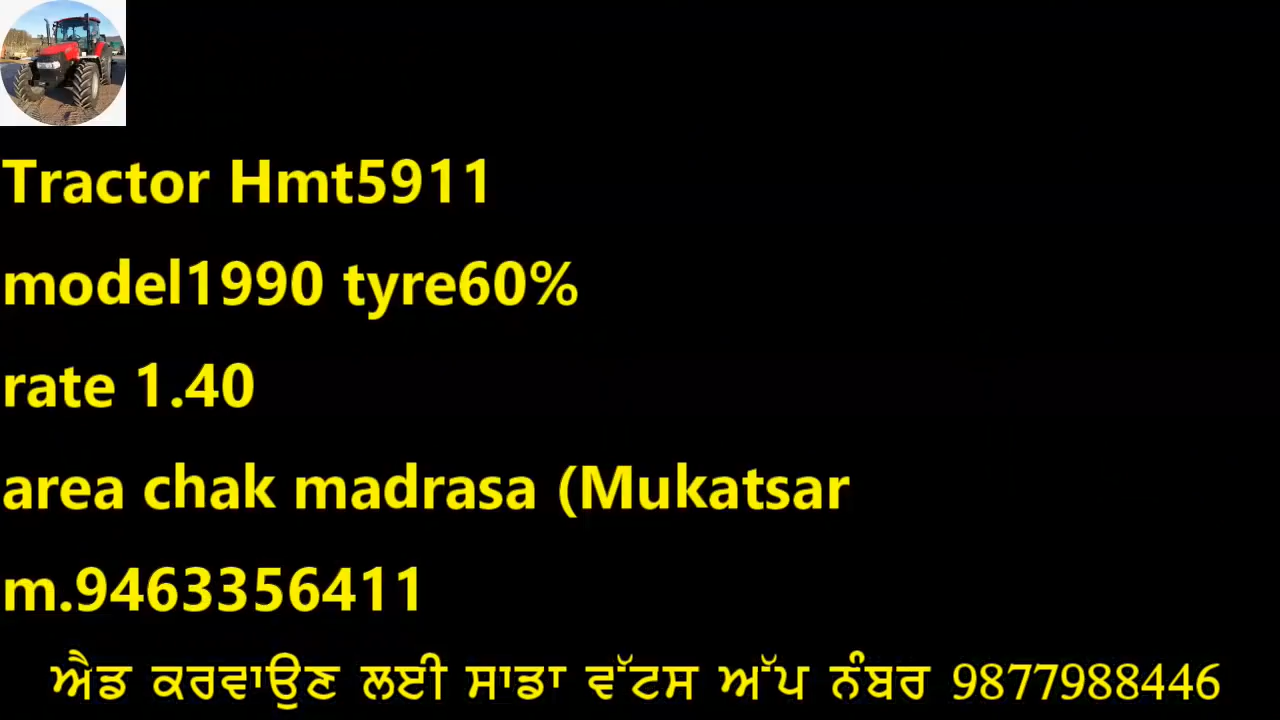 Tractor Hmt5911
model1990 tyre60%
rate 1.40
area chak madrasa (Mukatsar
m.9463356411
ਐਡ ਕਰਵਾਉਣ ਲਈ ਸਾਡਾ ਵੱਟਸ ਅੱਪ ਨੰਬਰ 9877988446